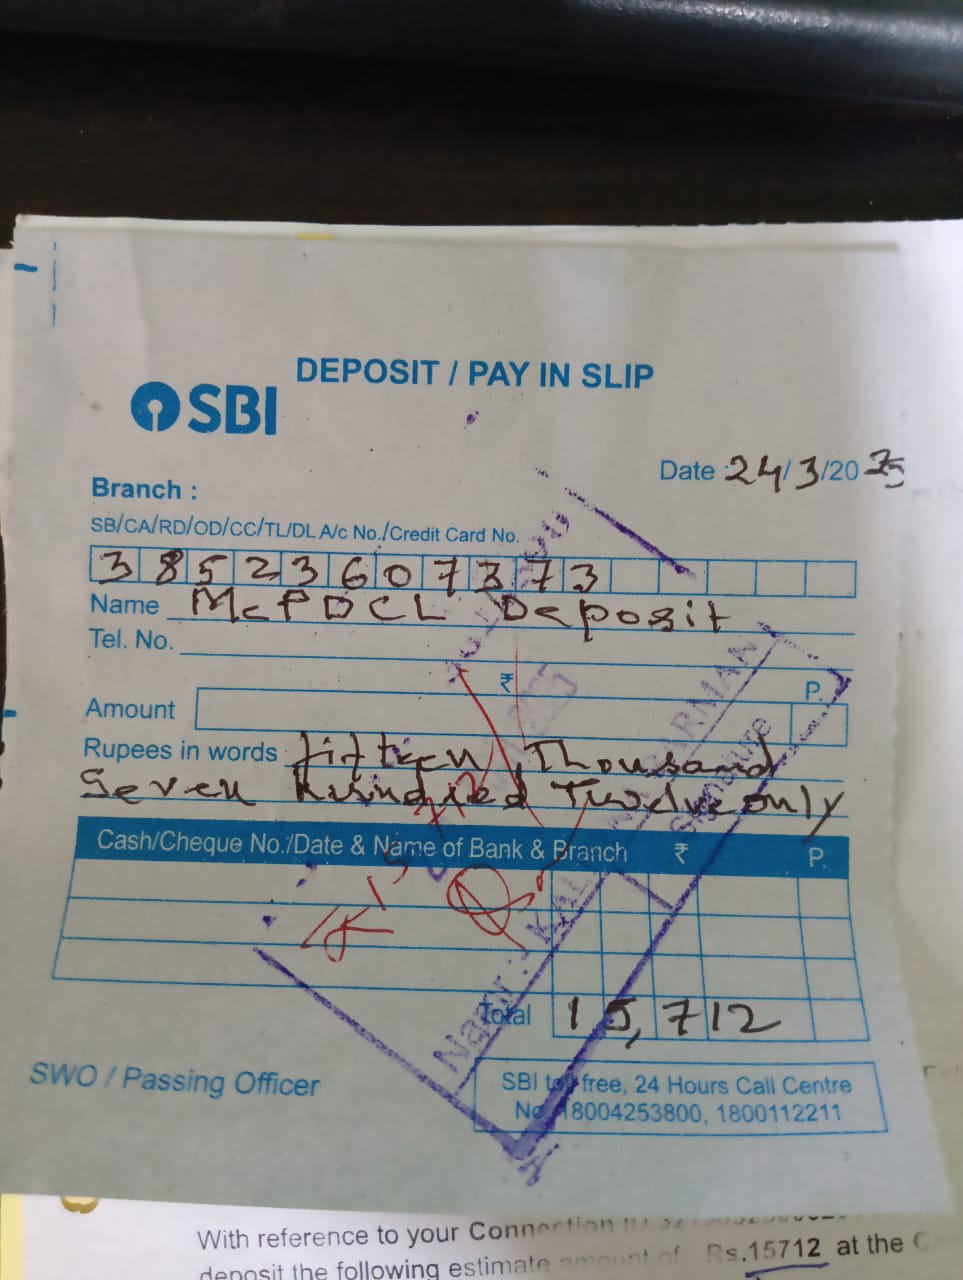 DEPOSIT / PAY IN SLIP
SBI
Date 24/3/2025
Branch :
SB/CA/RD/OD/CC/TL/DL A/c No./Credit Card No.
38523607373
Name McPDCL Deposit
Tel. No.
₹ P.
Amount
Rupees in words fifteen Thousand
Seven hundred Twelve only
Cash/Cheque No./Date & Name of Bank & Branch ₹ P.
Total 15,712
SWO / Passing Officer
SBI toll free, 24 Hours Call Centre
No. 18004253800, 1800112211
Signature
With reference to your Connection
deposit the following estimate amount of Rs.15712 at the